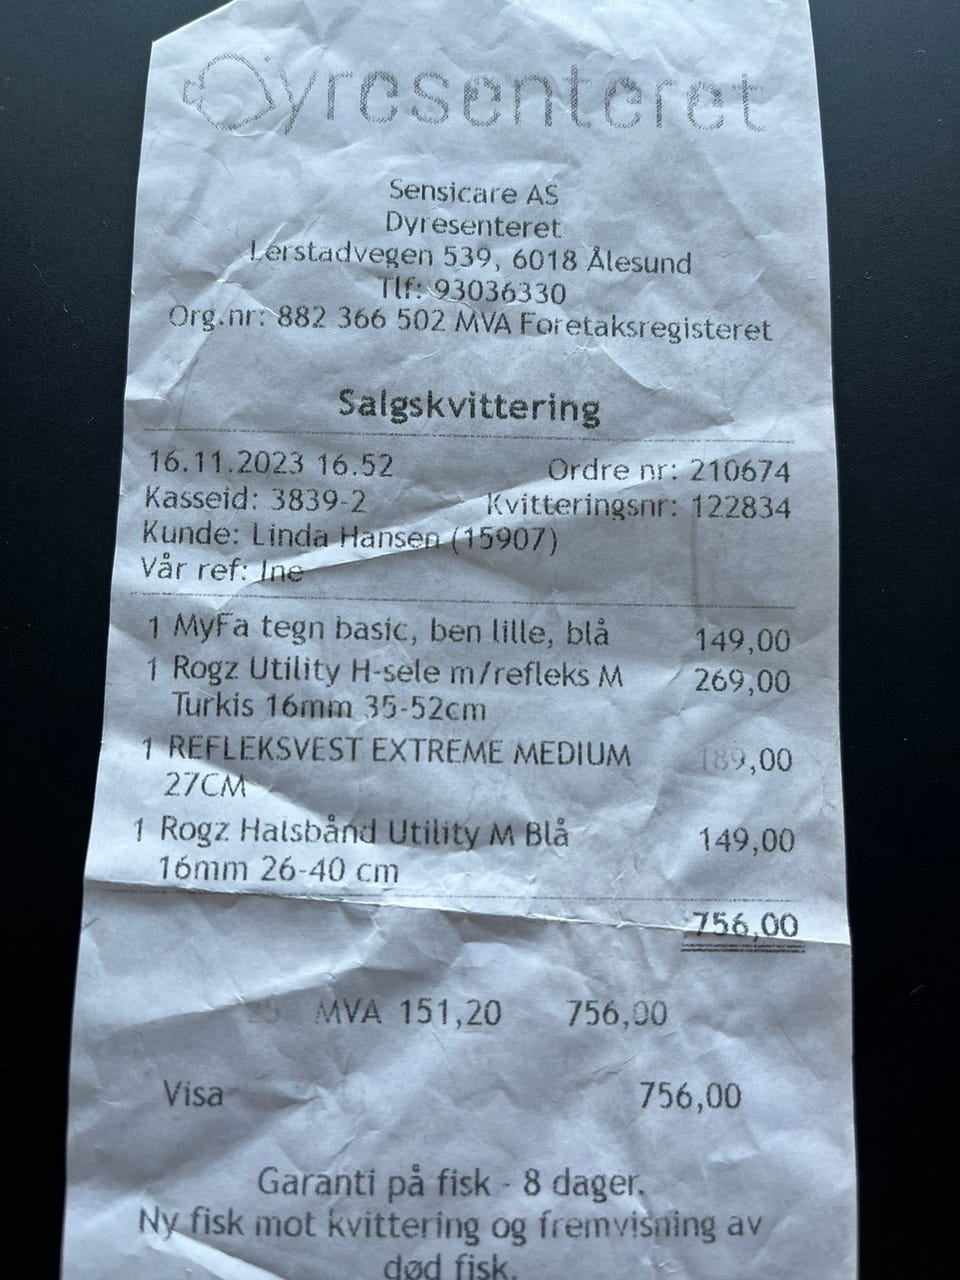 Dyresenteret
Sensicare AS
Dyresenteret
Lerstadvegen 539, 6018 Ålesund
Tlf: 93036330
Org.nr: 882 366 502 MVA Foretaksregisteret
Salgskvittering
16.11.2023 16.52 Ordre nr: 210674
Kasseid: 3839-2 Kvitteringsnr: 122834
Kunde: Linda Hansen (15907)
Vår ref: Ine
1 MyFa tegn basic, ben lille, blå 149,00
1 Rogz Utility H-sele m/refleks M 269,00
Turkis 16mm 35-52cm
1 REFLEKSVEST EXTREME MEDIUM 189,00
27CM
1 Rogz Halsbånd Utility M Blå 149,00
16mm 26-40 cm
756,00
25 MVA 151,20 756,00
Visa 756,00
Garanti på fisk - 8 dager.
Ny fisk mot kvittering og fremvisning av
død fisk.